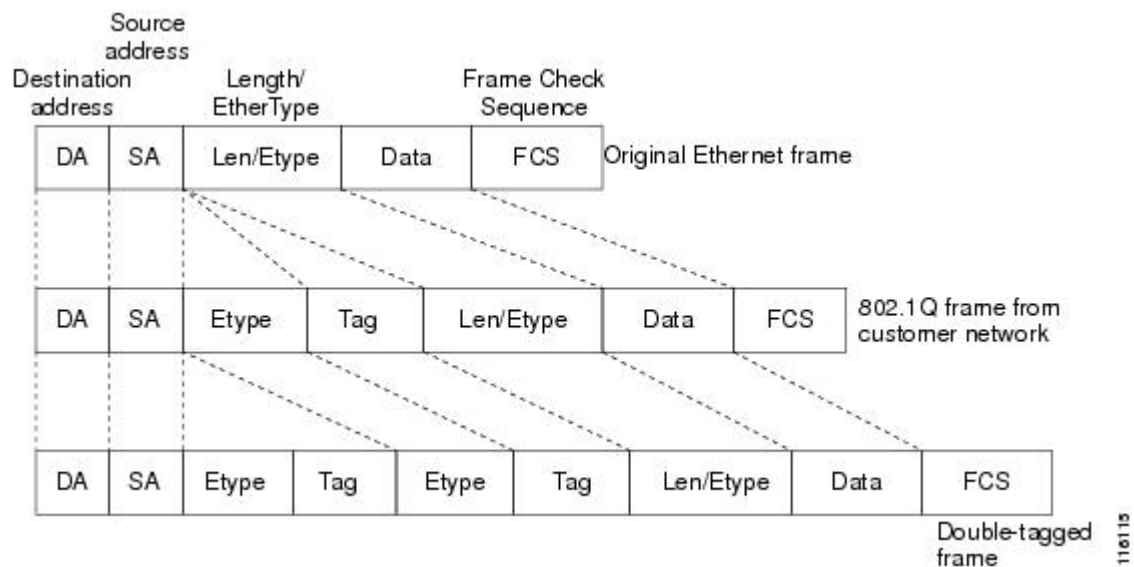 Source
address
Destination
address
Length/
EtherType
Frame Check
Sequence
DA SA Len/Etype Data FCS Original Ethernet frame
DA SA Etype Tag Len/Etype Data FCS 802.1Q frame from
customer network
DA SA Etype Tag Etype Tag Len/Etype Data FCS
Double-tagged
frame
116115